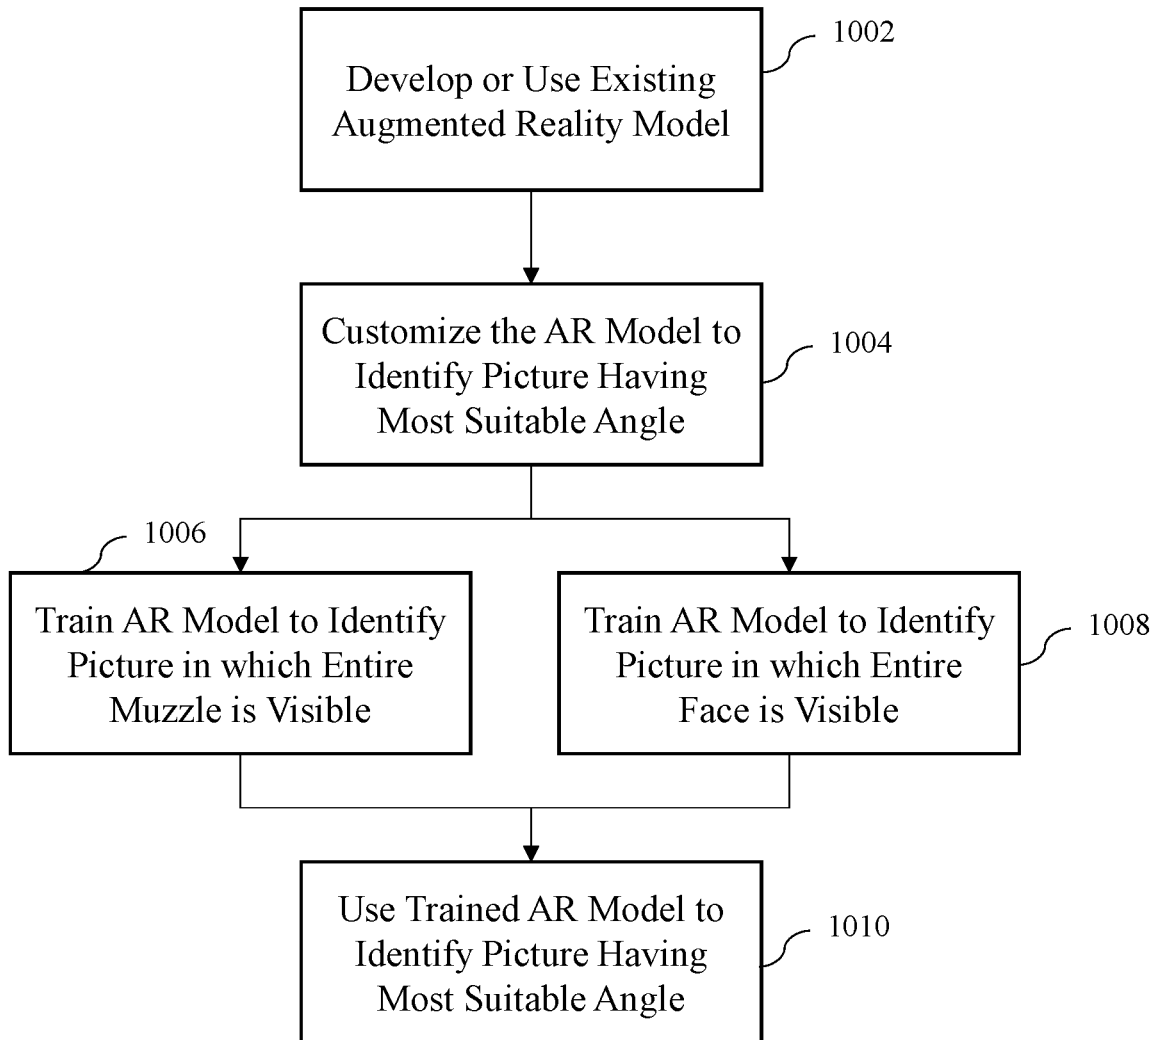 1002
Develop or Use Existing
Augmented Reality Model
Customize the AR Model to
Identify Picture Having
Most Suitable Angle
1004
1006
Train AR Model to Identify
Picture in which Entire
Muzzle is Visible
Train AR Model to Identify
Picture in which Entire
Face is Visible
1008
Use Trained AR Model to
Identify Picture Having
Most Suitable Angle
1010